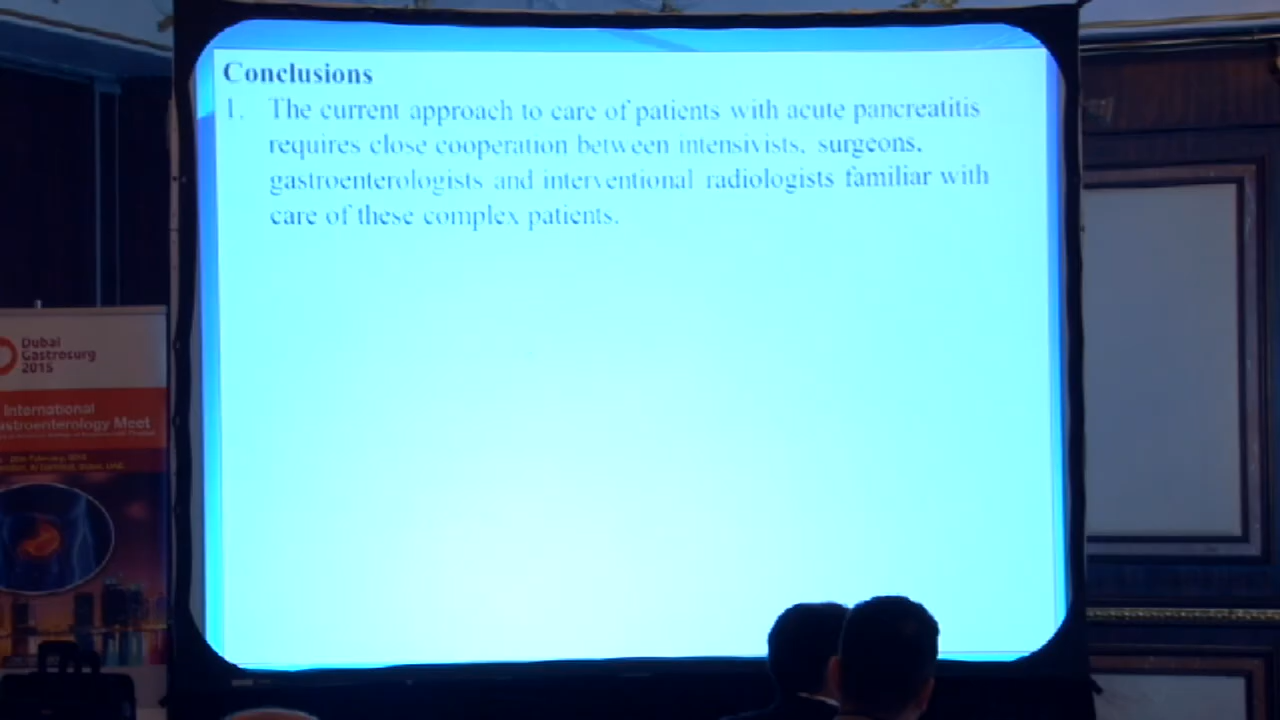 Conclusions
1. The current approach to care of patients with acute pancreatitis
requires close cooperation between intensivists, surgeons,
gastroenterologists and interventional radiologists familiar with
care of these complex patients.
Dubai
Gastrosurg
2015
International
Gastroenterology Meet